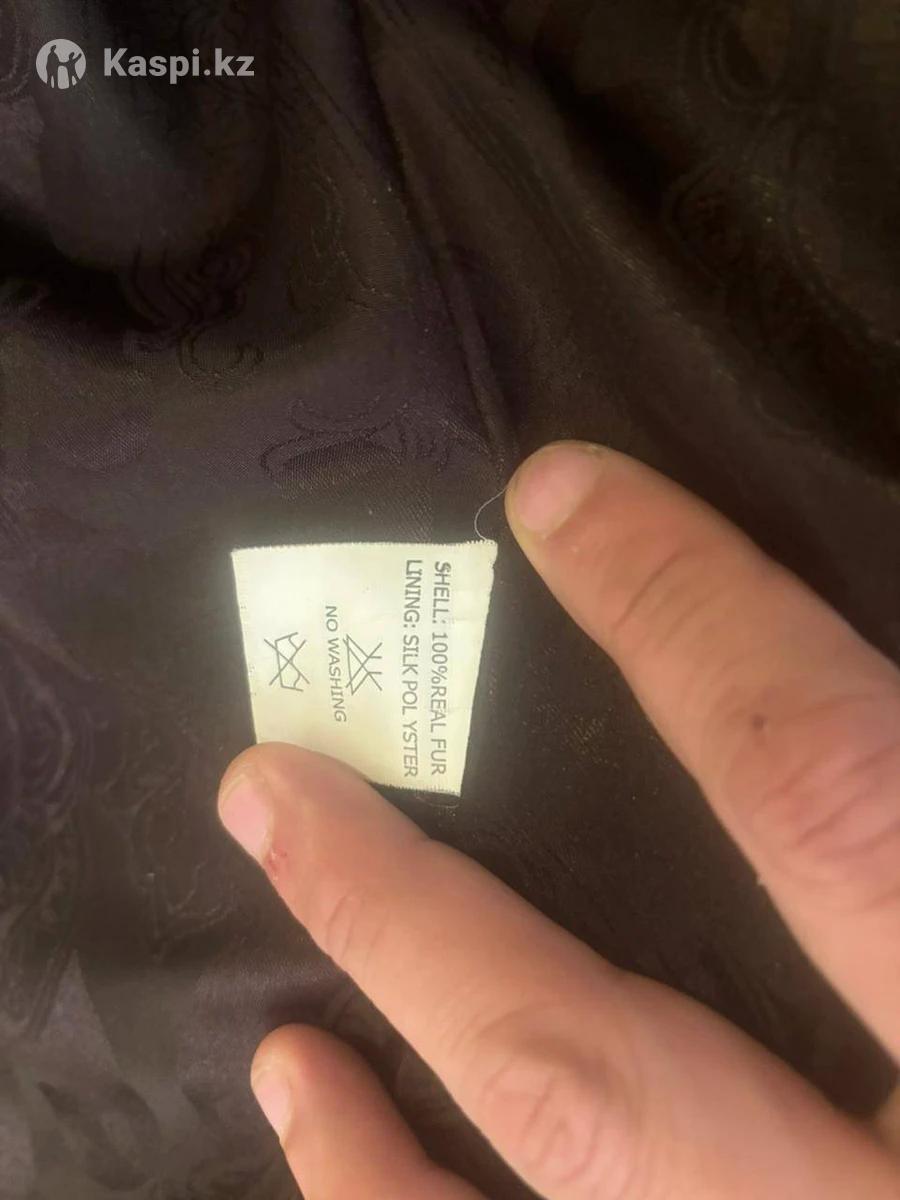 Kaspi.kz
SHELL: 100%REAL FUR
LINING: SILK POL YSTER
NO WASHING